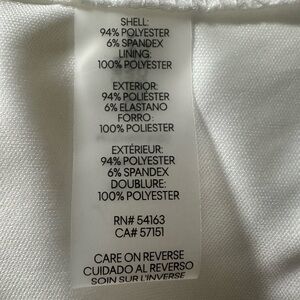 SHELL:
94% POLYESTER
6% SPANDEX
LINING:
100% POLYESTER
EXTERIOR:
94% POLIÉSTER
6% ELASTANO
FORRO:
100% POLIESTER
EXTÉRIEUR:
94% POLYESTER
6% SPANDEX
DOUBLURE:
100% POLYESTER
RN# 54163
CA# 57151
CARE ON REVERSE
CUIDADO AL REVERSO
SOIN SUR L'INVERSE